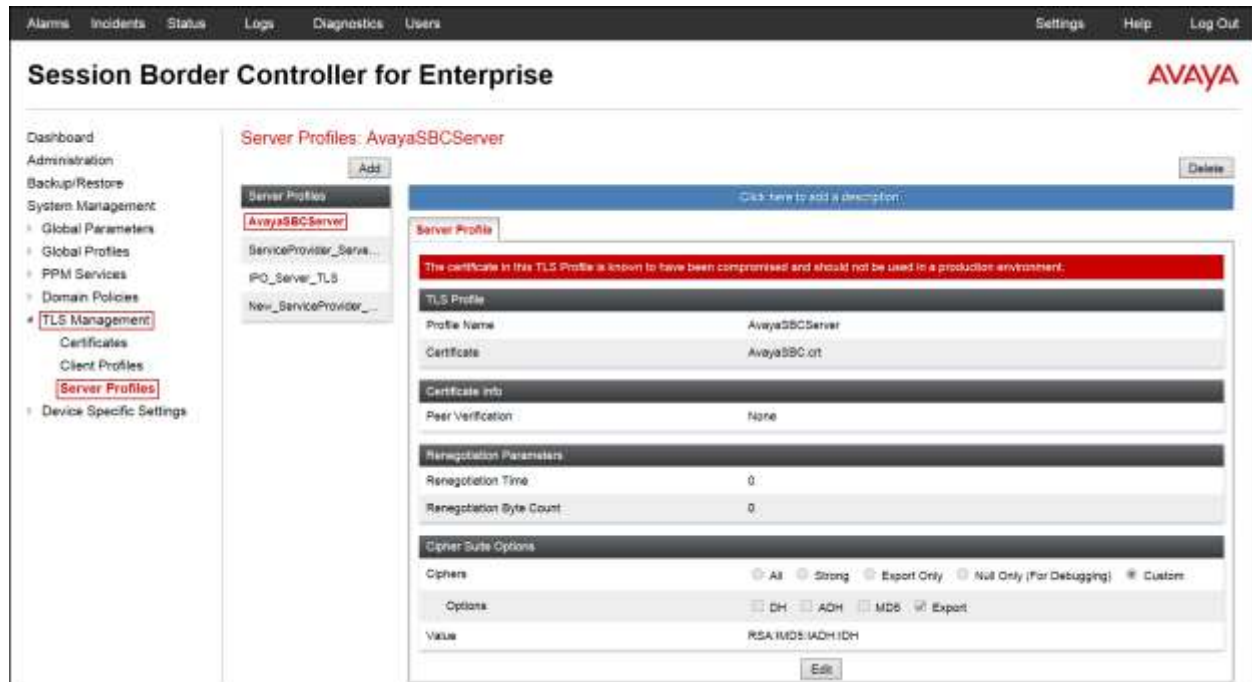 Alarms Incidents Status Logs Diagnostics Users Settings Help Log Out
Session Border Controller for Enterprise
AVAYA
Dashboard
Administration
Backup/Restore
System Management
Global Parameters
Global Profiles
PPM Services
Domain Policies
TLS Management
Certificates
Client Profiles
Server Profiles
Device Specific Settings
Server Profiles: AvayaSBCServer
Add
Delete
Server Profiles
AvayaSBCServer
ServiceProvider_Serve...
IPO_Server_TLS
New_ServiceProvider_...
Click here to add a description.
Server Profile
The certificate in this TLS Profile is known to have been compromised and should not be used in a production environment.
TLS Profile
Profile Name AvayaSBCServer
Certificate AvayaSBC.crt
Certificate Info
Peer Verification None
Renegotiation Parameters
Renegotiation Time 0
Renegotiation Byte Count 0
Cipher Suite Options
Ciphers All Strong Export Only Null Only (For Debugging) Custom
Options DH ADH MD5 Export
Value RSA:!MD5:!ADH:!DH
Edit